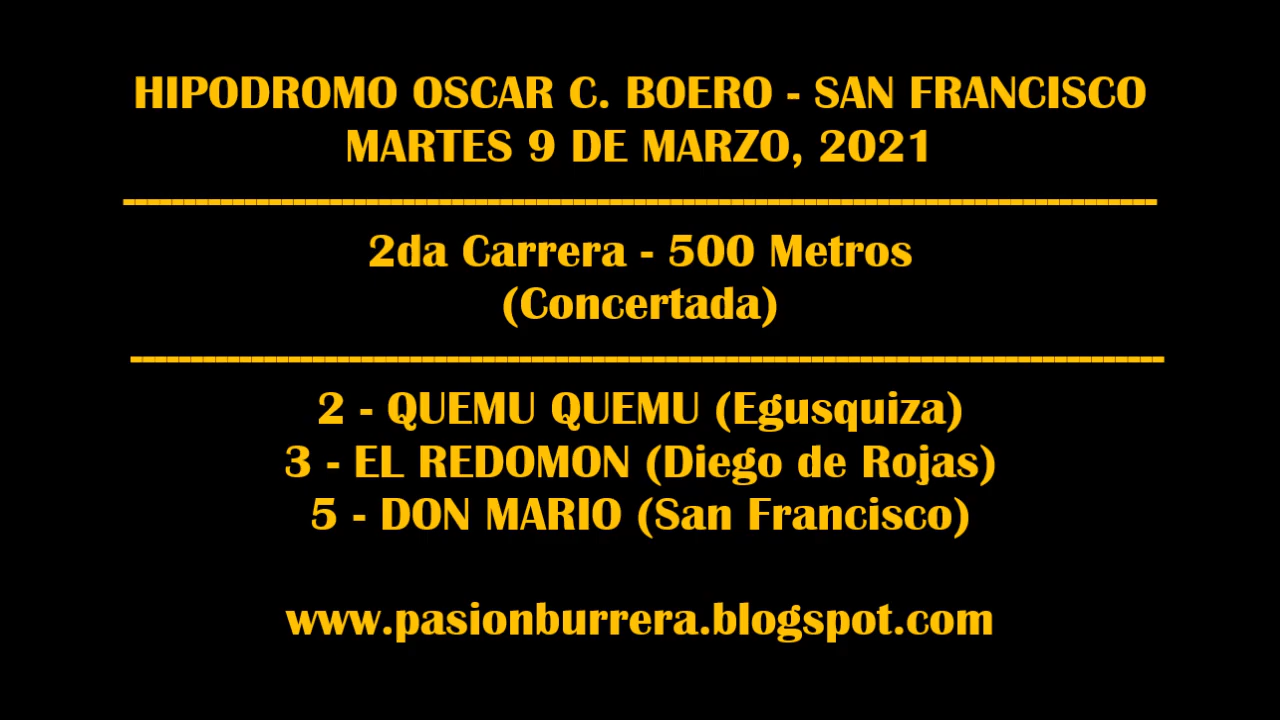 HIPODROMO OSCAR C. BOERO - SAN FRANCISCO
MARTES 9 DE MARZO, 2021
2da Carrera - 500 Metros
(Concertada)
2 - QUEMU QUEMU (Egusquiza)
3 - EL REDOMON (Diego de Rojas)
5 - DON MARIO (San Francisco)
www.pasionburrera.blogspot.com